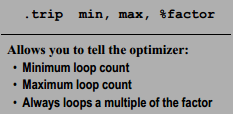 .trip min, max, %factor
Allows you to tell the optimizer:
• Minimum loop count
• Maximum loop count
• Always loops a multiple of the factor